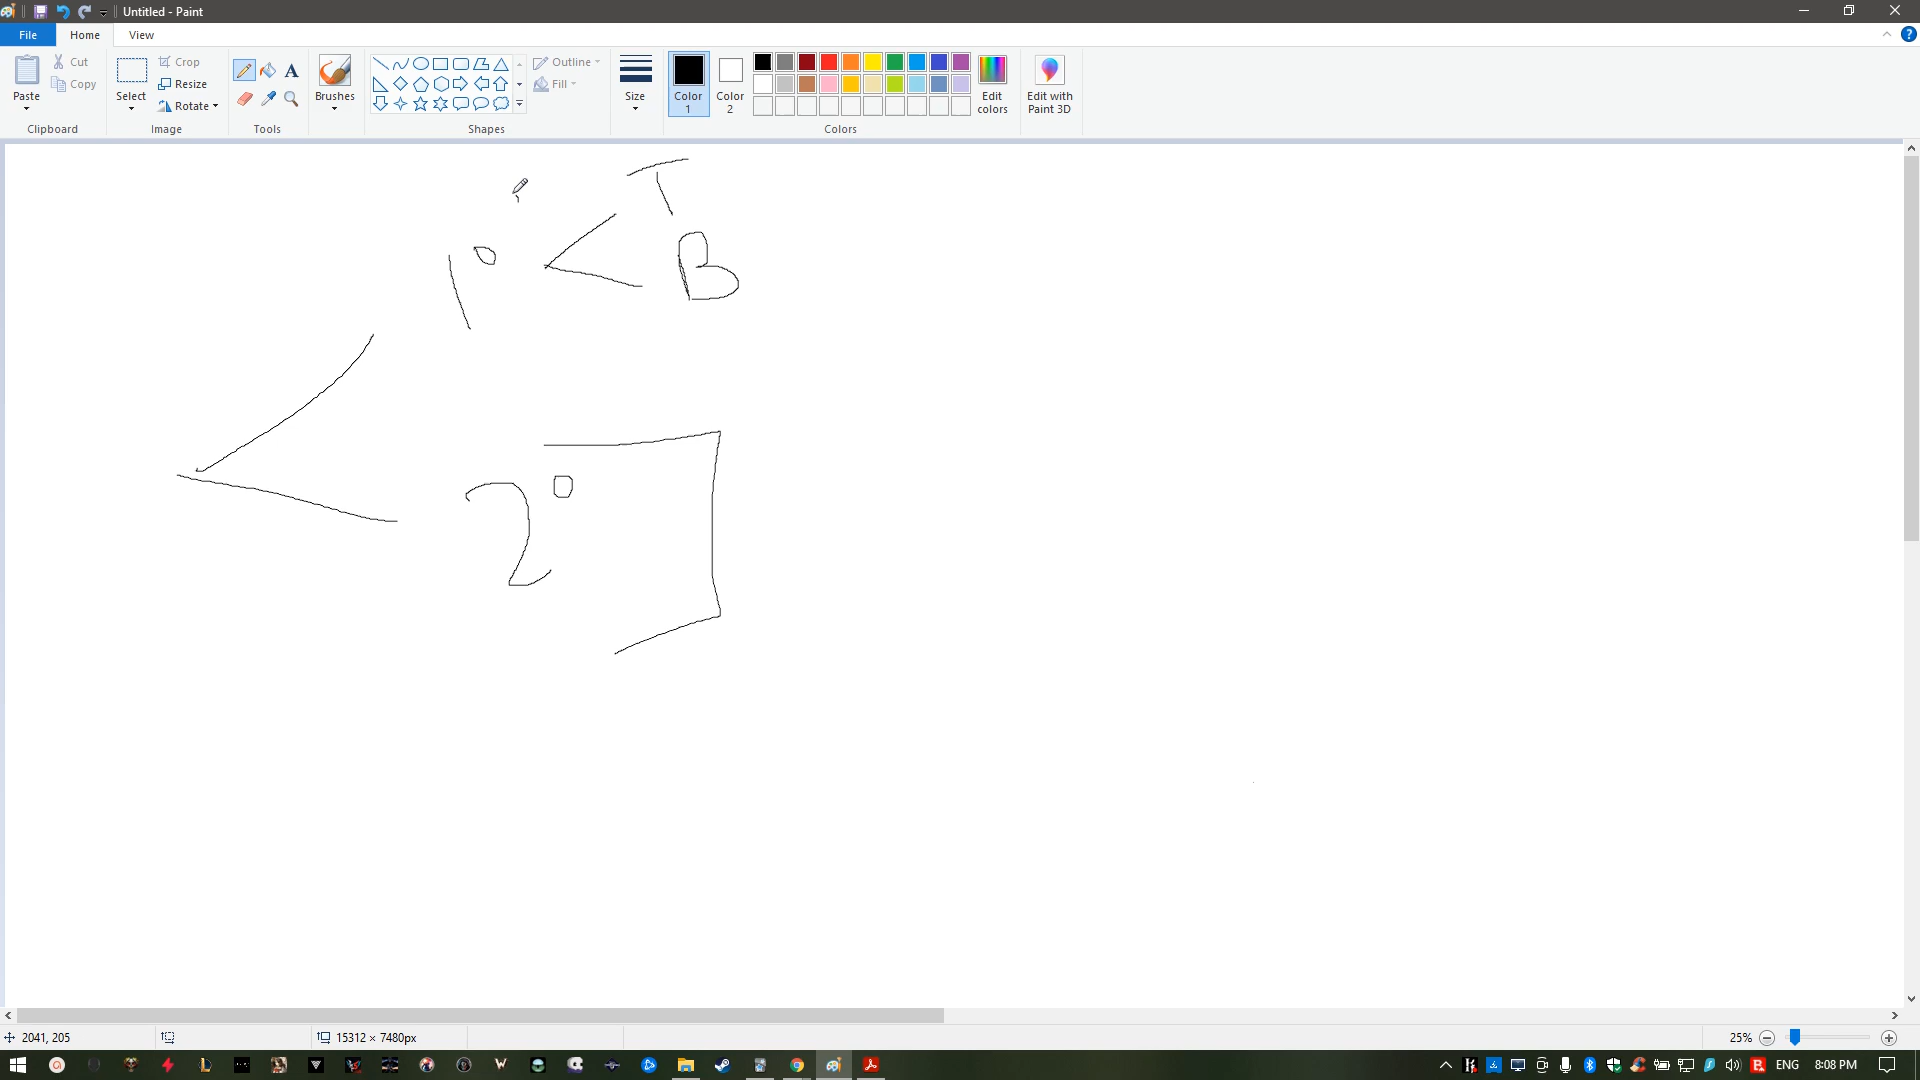 Untitled - Paint
File Home View
Paste Cut Copy Clipboard
Select Crop Resize Rotate Image
Tools
Brushes
Shapes Outline Fill
Size
Color 1 Color 2 Edit colors Colors
Edit with Paint 3D
T
1° B
2°
2041, 205 15312 × 7480px 25%
ENG 8:08 PM